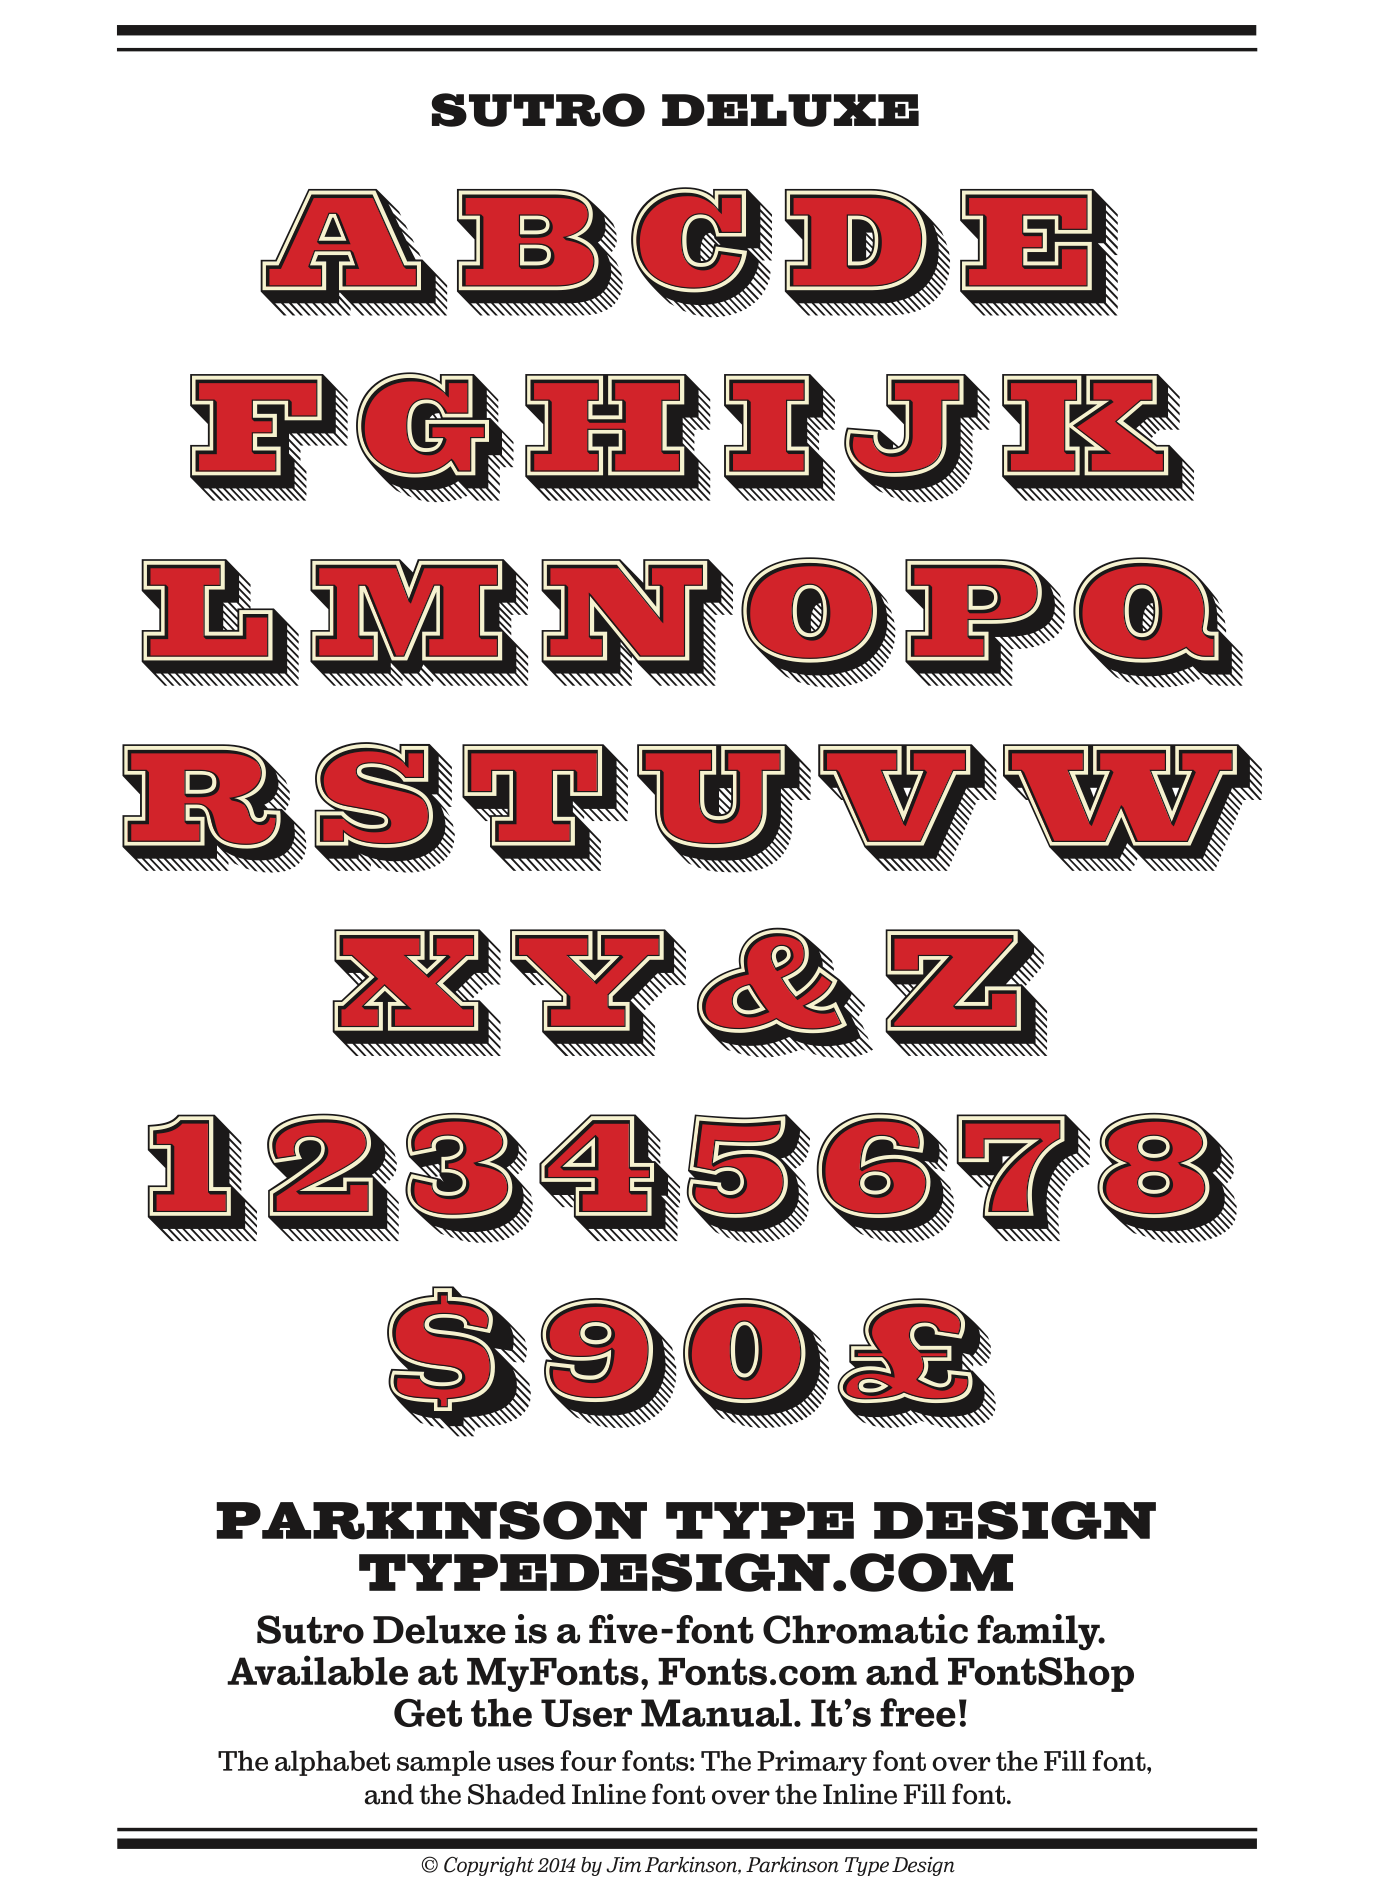 SUTRO DELUXE
ABCDE
FGHIJK
LMNOPQ
RSTUVW
XY&Z
12345678
$90£
PARKINSON TYPE DESIGN
TYPEDESIGN.COM
Sutro Deluxe is a five-font Chromatic family.
Available at MyFonts, Fonts.com and FontShop
Get the User Manual. It’s free!
The alphabet sample uses four fonts: The Primary font over the Fill font,
and the Shaded Inline font over the Inline Fill font.
© Copyright 2014 by Jim Parkinson, Parkinson Type Design